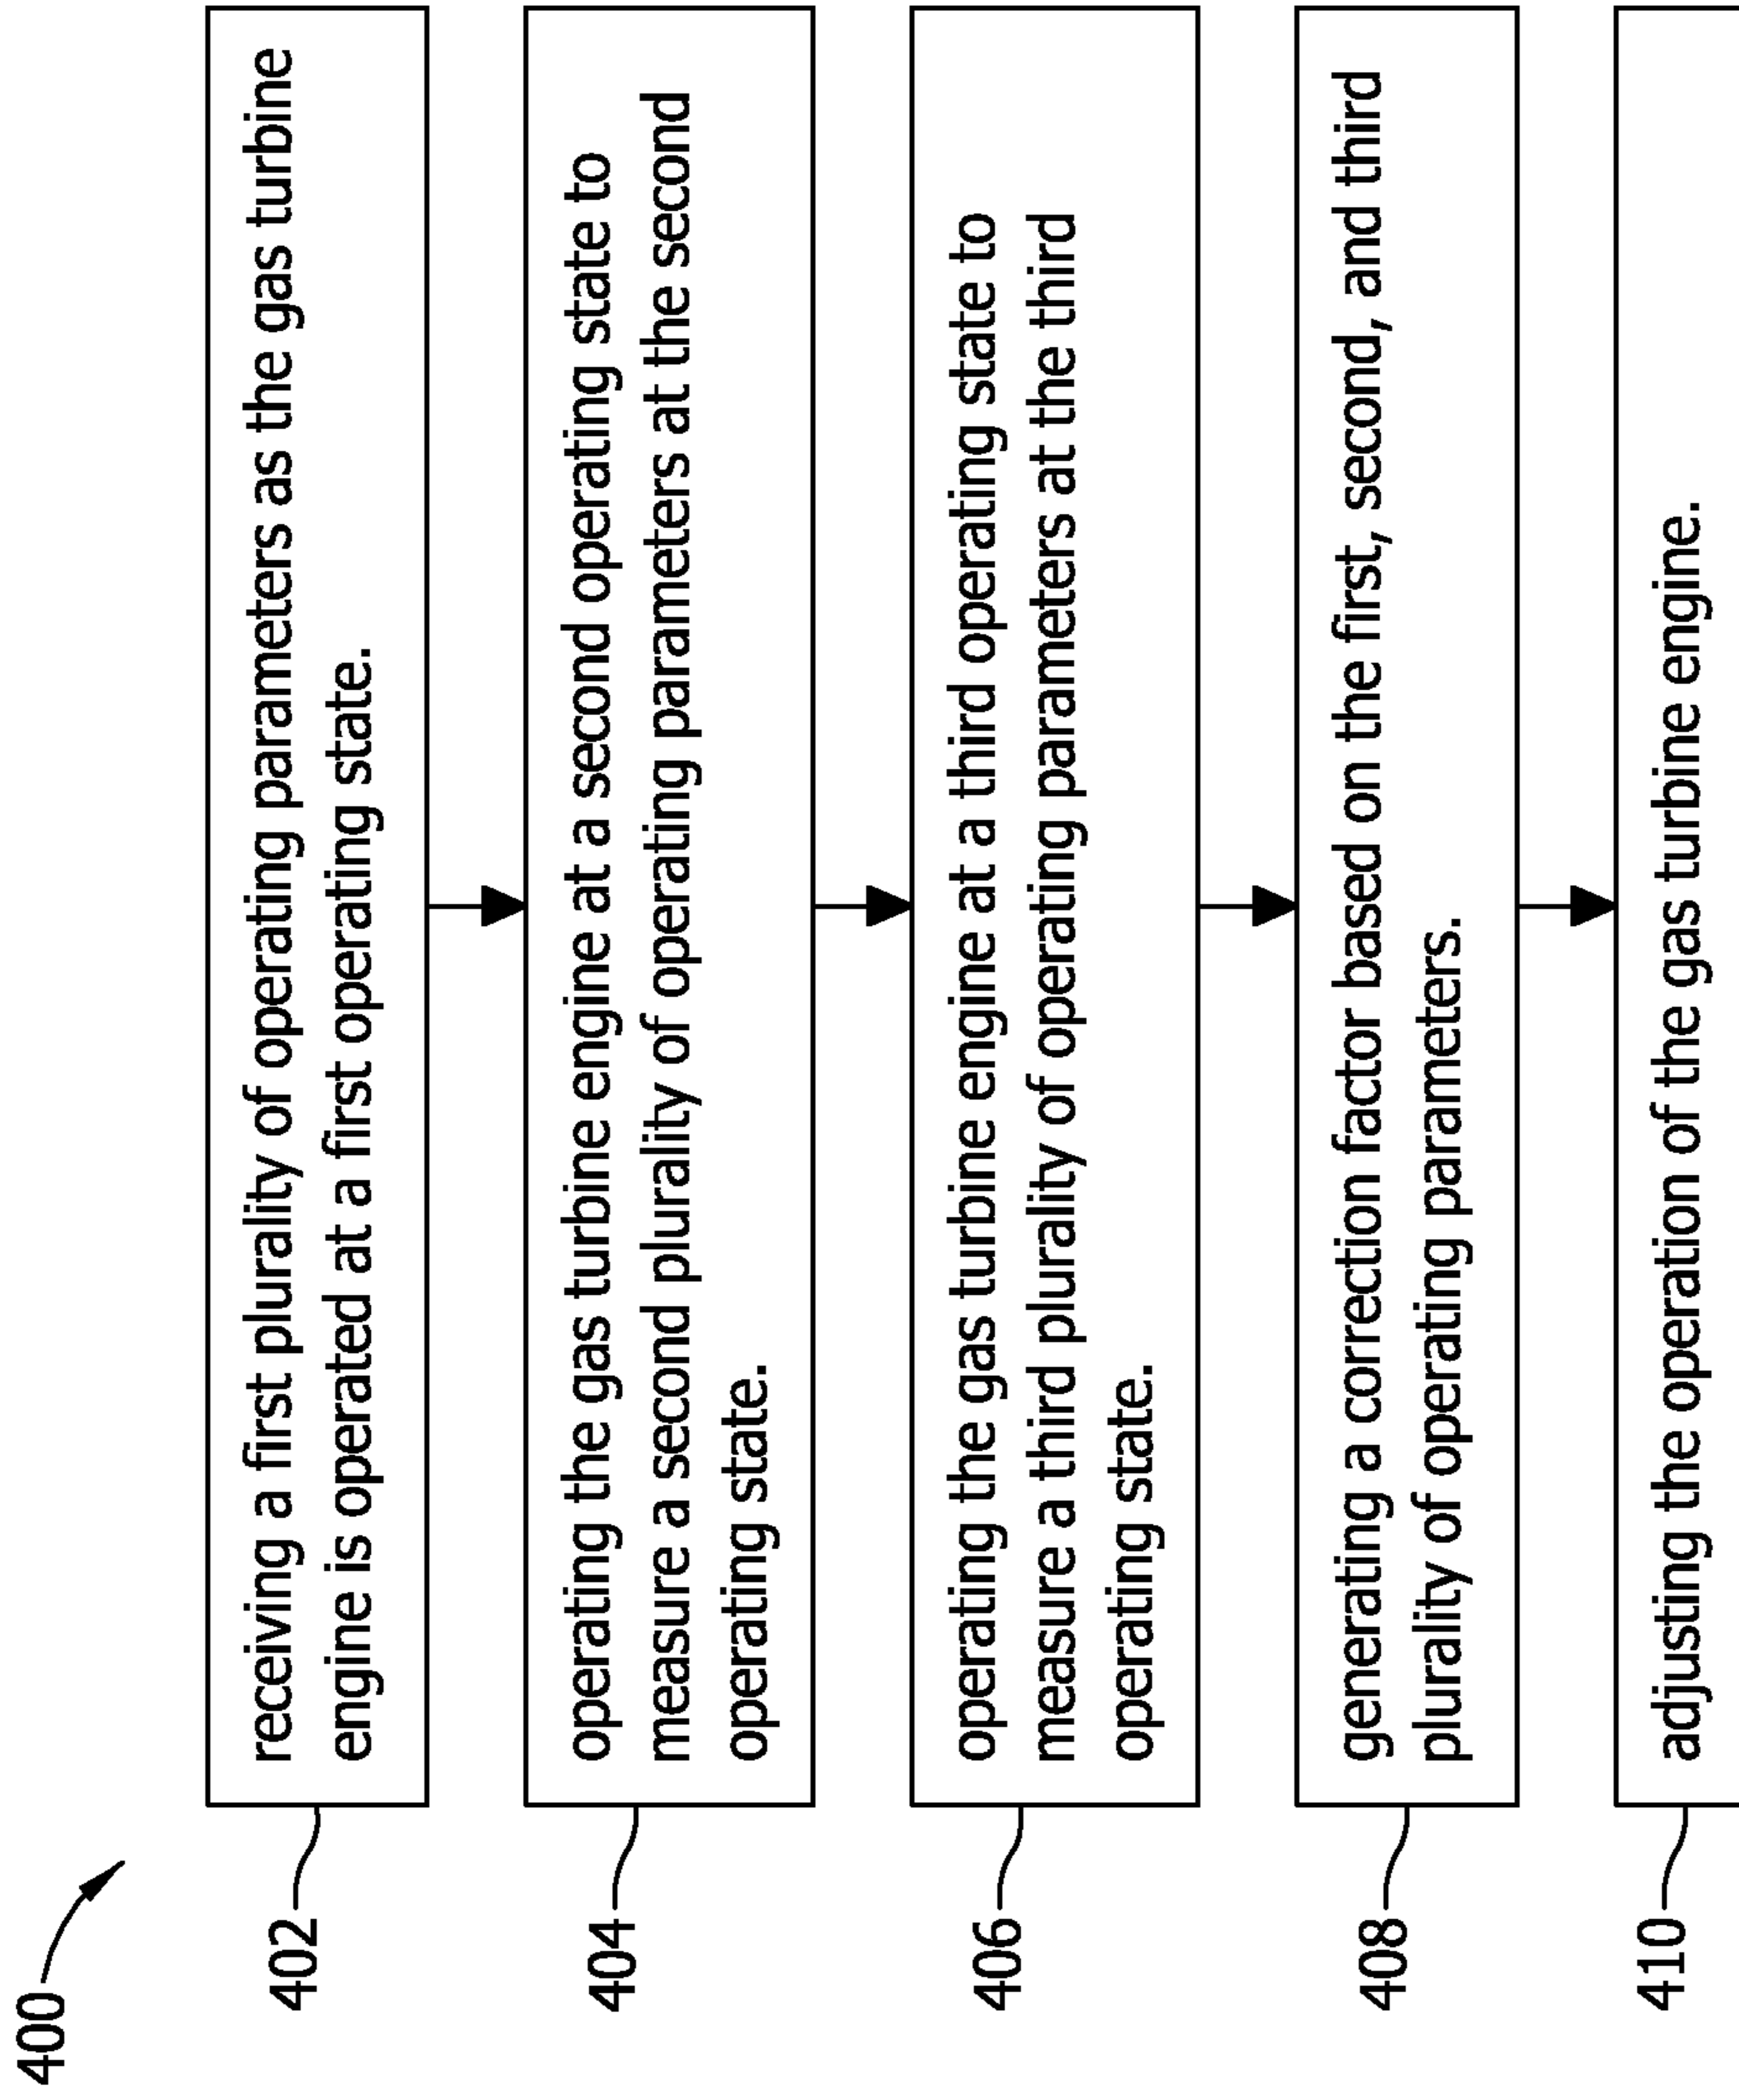 400
402
receiving a first plurality of operating parameters as the gas turbine
engine is operated at a first operating state.
404
operating the gas turbine engine at a second operating state to
measure a second plurality of operating parameters at the second
operating state.
406
operating the gas turbine engine at a third operating state to
measure a third plurality of operating parameters at the third
operating state.
408
generating a correction factor based on the first, second, and third
plurality of operating parameters.
410
adjusting the operation of the gas turbine engine.